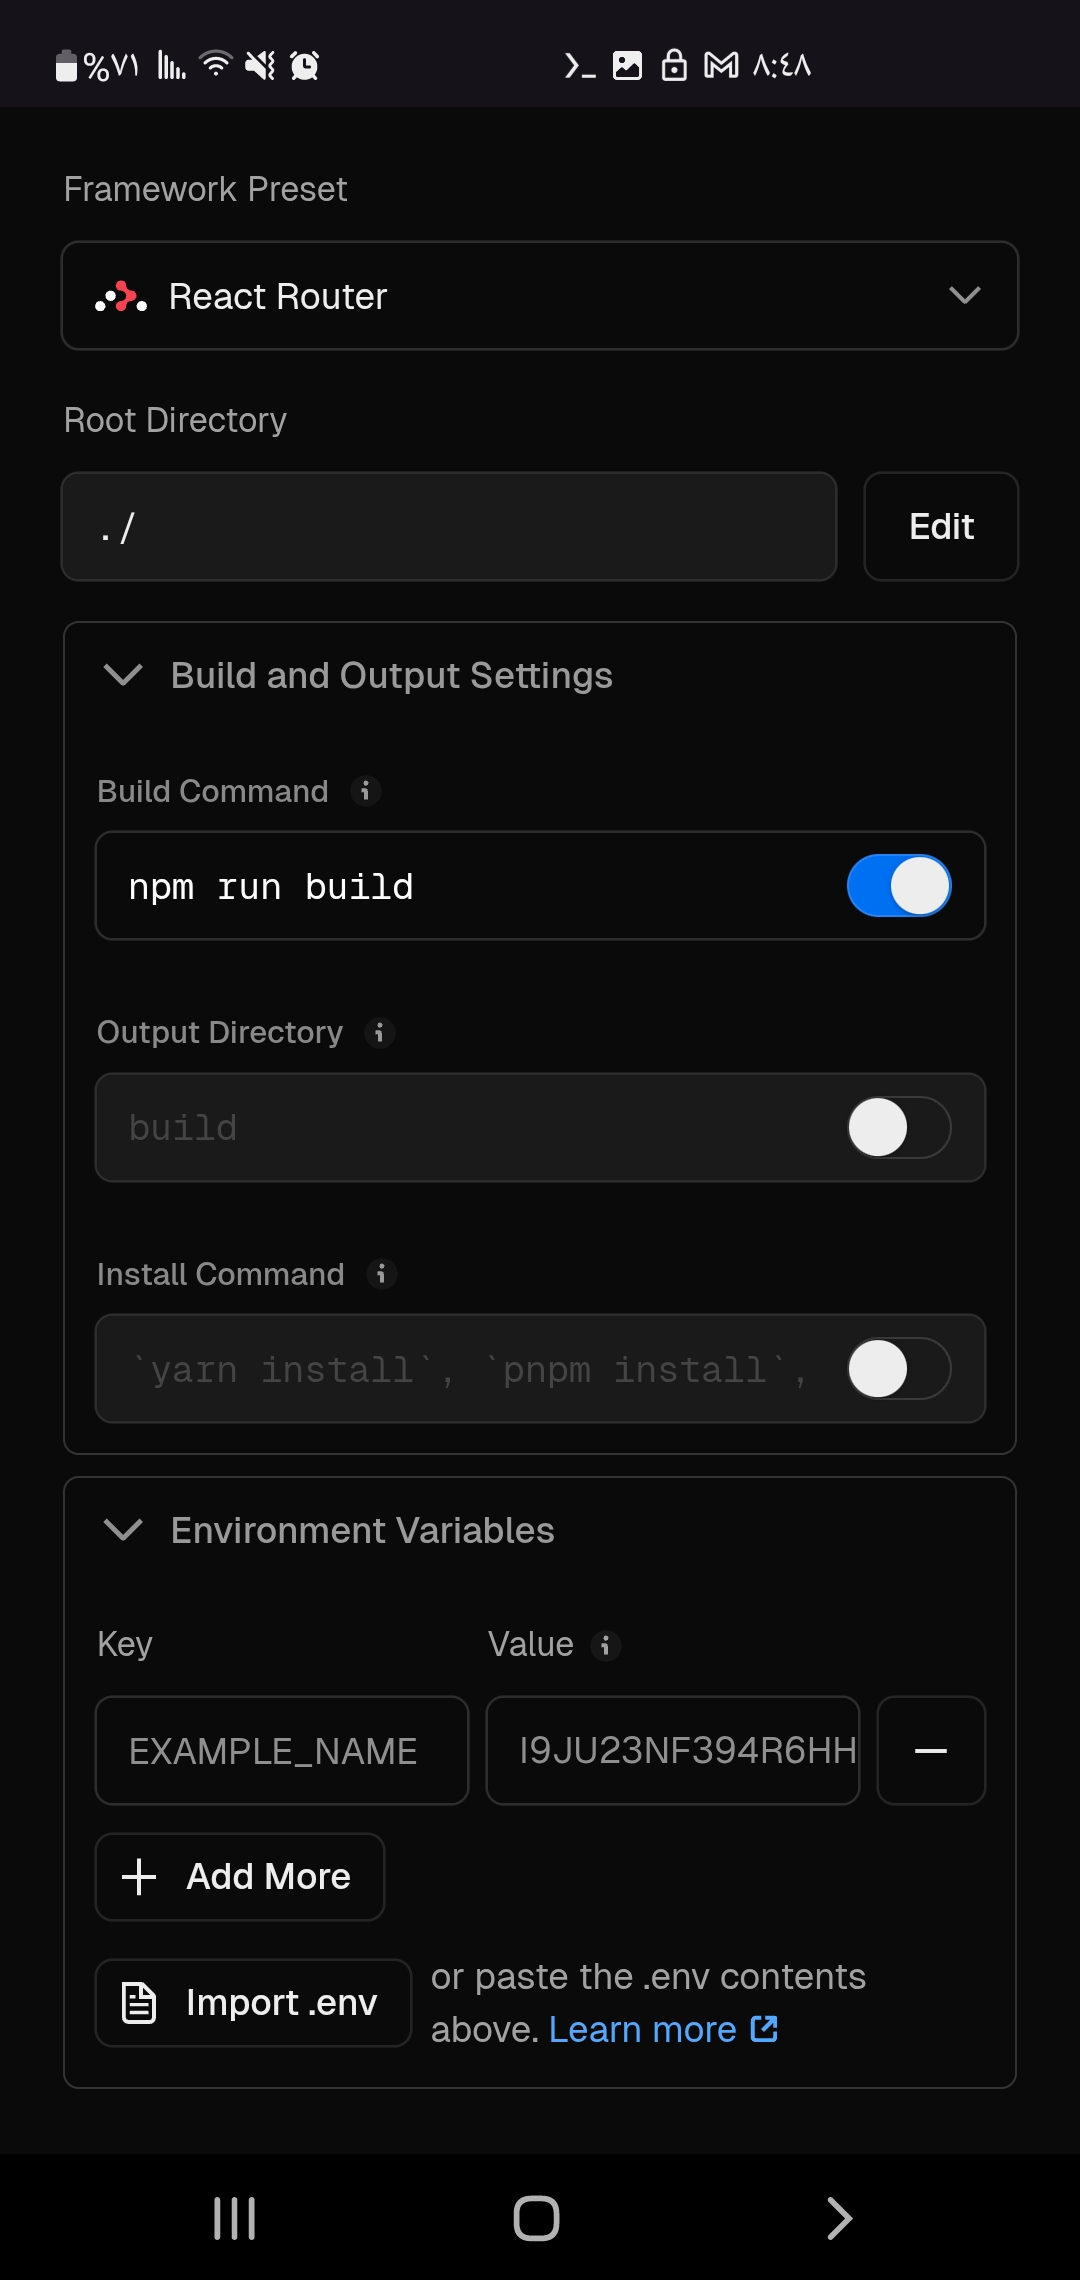 %٧١
٨:٤٨
Framework Preset
React Router
Root Directory
./
Edit
Build and Output Settings
Build Command
npm run build
Output Directory
build
Install Command
`yarn install`, `pnpm install`,
Environment Variables
Key
Value
EXAMPLE_NAME
I9JU23NF394R6HH
Add More
Import .env
or paste the .env contents
above. Learn more